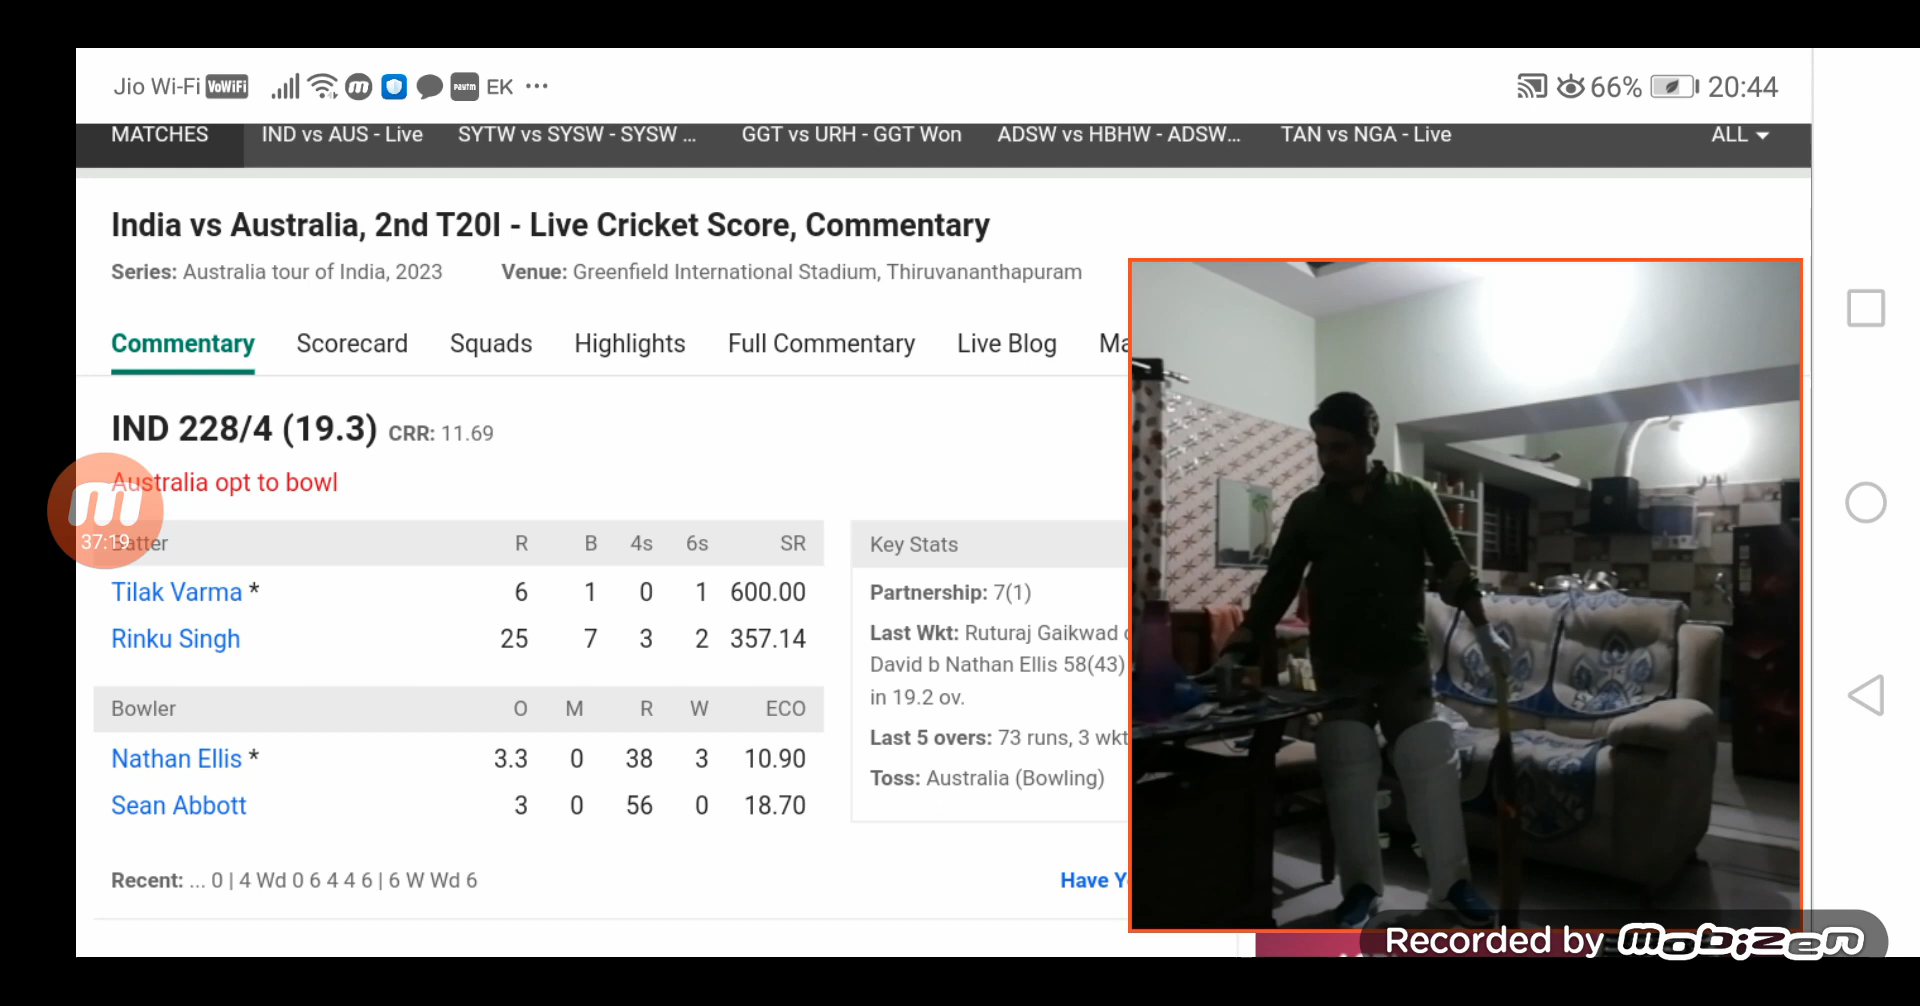 Jio Wi-Fi VoWiFi EK ... 66% 20:44
MATCHES IND vs AUS - Live SYTW vs SYSW - SYSW ... GGT vs URH - GGT Won ADSW vs HBHW - ADSW... TAN vs NGA - Live ALL
India vs Australia, 2nd T20I - Live Cricket Score, Commentary
Series: Australia tour of India, 2023 Venue: Greenfield International Stadium, Thiruvananthapuram
Commentary Scorecard Squads Highlights Full Commentary Live Blog Ma
IND 228/4 (19.3) CRR: 11.69
Australia opt to bowl
37:19
Batter R B 4s 6s SR
Tilak Varma * 6 1 0 1 600.00
Rinku Singh 25 7 3 2 357.14
Bowler O M R W ECO
Nathan Ellis * 3.3 0 38 3 10.90
Sean Abbott 3 0 56 0 18.70
Recent: ... 0 | 4 Wd 0 6 4 4 6 | 6 W Wd 6
Key Stats
Partnership: 7(1)
Last Wkt: Ruturaj Gaikwad c
David b Nathan Ellis 58(43)
in 19.2 ov.
Last 5 overs: 73 runs, 3 wkt
Toss: Australia (Bowling)
Have Y
Recorded by mobizen